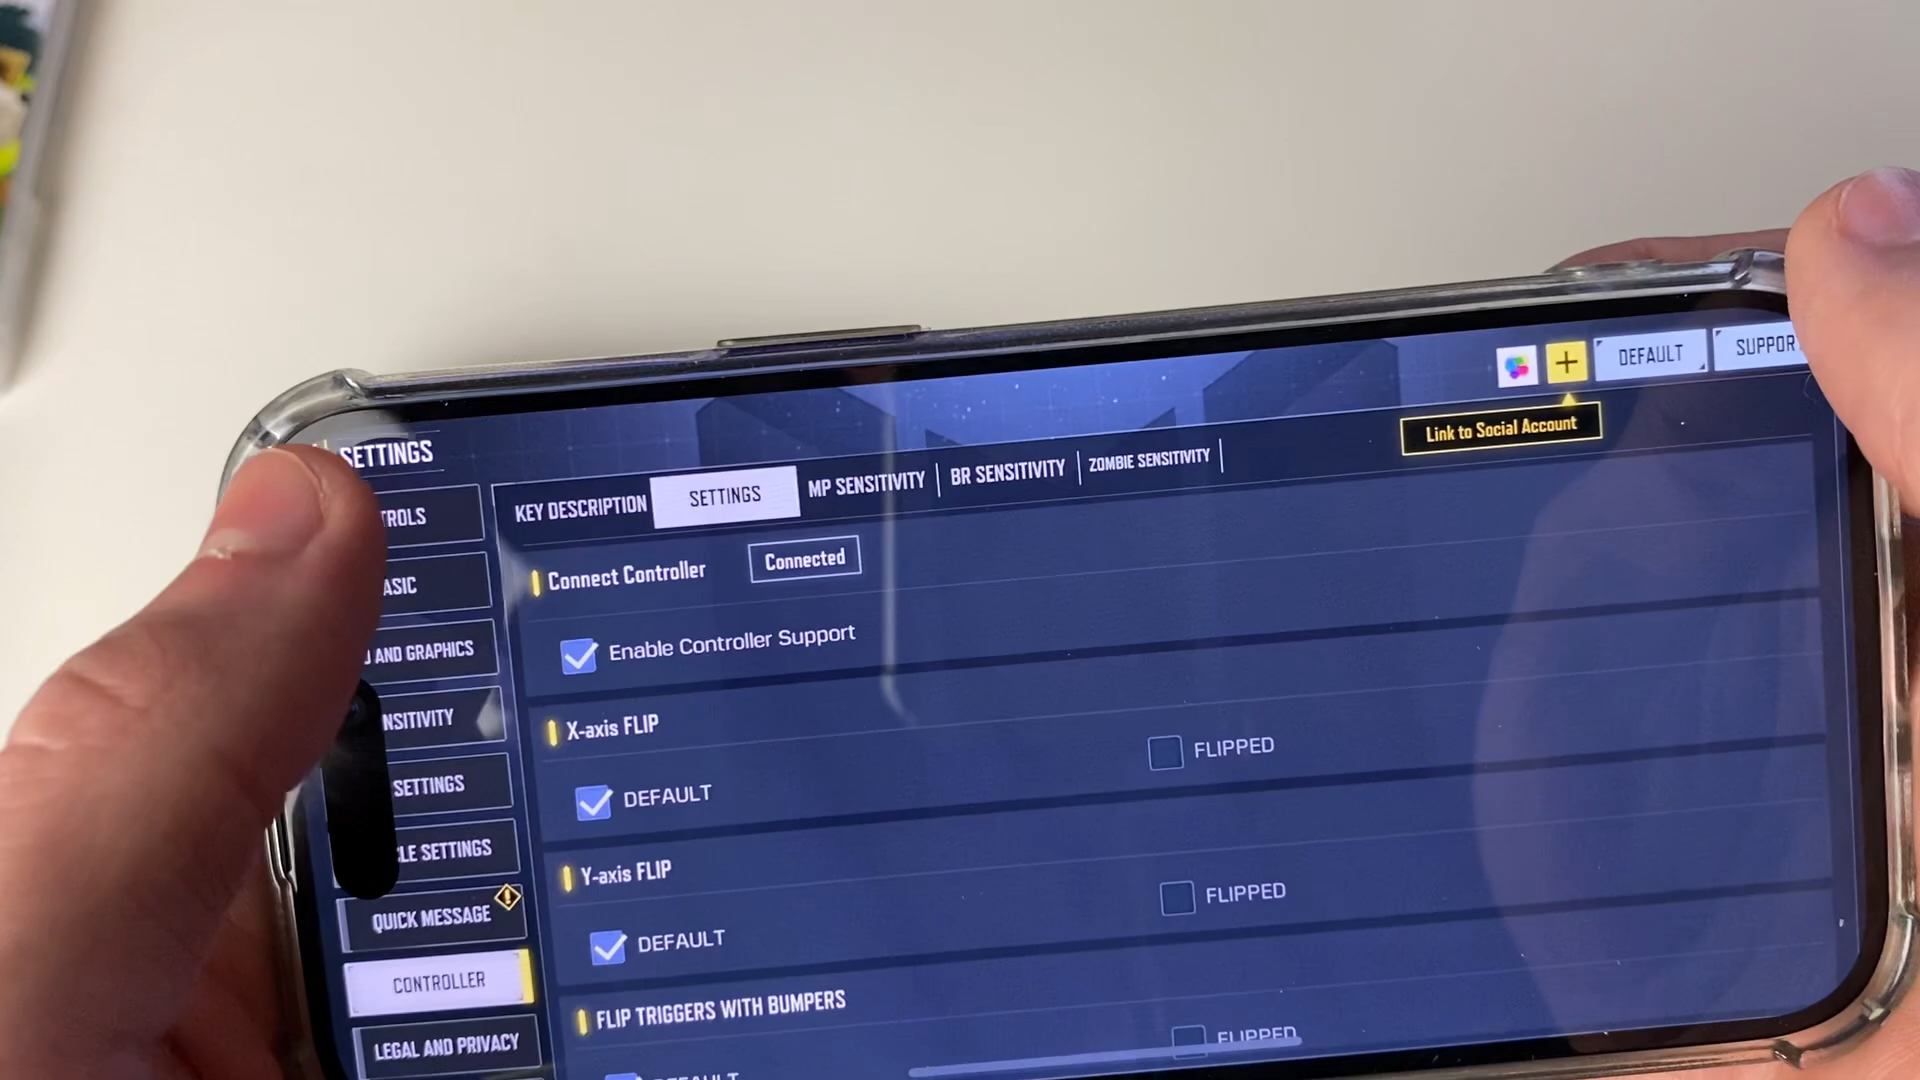 SETTINGS
DEFAULT
SUPPOR
Link to Social Account
KEY DESCRIPTION
SETTINGS
MP SENSITIVITY
BR SENSITIVITY
ZOMBIE SENSITIVITY
TROLS
ASIC
AND GRAPHICS
NSITIVITY
SETTINGS
CLE SETTINGS
QUICK MESSAGE
CONTROLLER
LEGAL AND PRIVACY
Connect Controller
Connected
Enable Controller Support
X-axis FLIP
DEFAULT
FLIPPED
Y-axis FLIP
DEFAULT
FLIPPED
FLIP TRIGGERS WITH BUMPERS
DEFAULT
FLIPPED